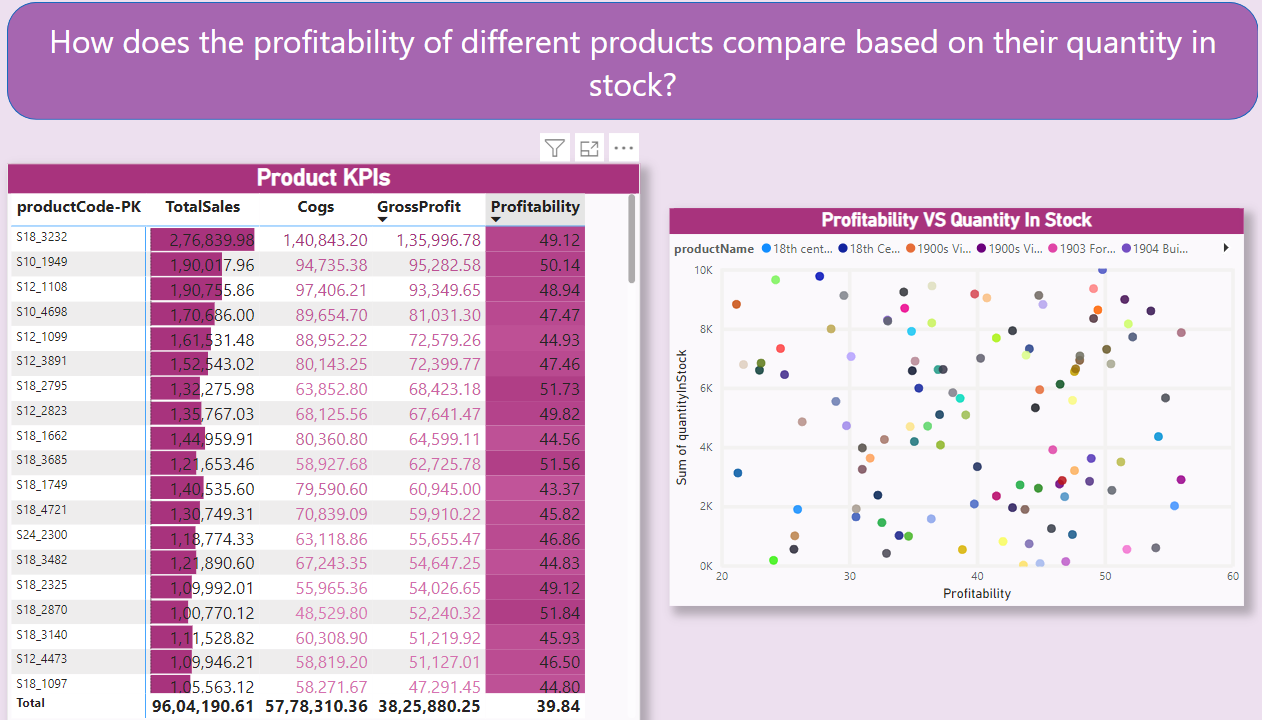 How does the profitability of different products compare based on their quantity in
stock?
Product KPIs
productCode-PK TotalSales Cogs GrossProfit Profitability
S18_3232 2,76,839.98 1,40,843.20 1,35,996.78 49.12
S10_1949 1,90,017.96 94,735.38 95,282.58 50.14
S12_1108 1,90,755.86 97,406.21 93,349.65 48.94
S10_4698 1,70,686.00 89,654.70 81,031.30 47.47
S12_1099 1,61,531.48 88,952.22 72,579.26 44.93
S12_3891 1,52,543.02 80,143.25 72,399.77 47.46
S18_2795 1,32,275.98 63,852.80 68,423.18 51.73
S12_2823 1,35,767.03 68,125.56 67,641.47 49.82
S18_1662 1,44,959.91 80,360.80 64,599.11 44.56
S18_3685 1,21,653.46 58,927.68 62,725.78 51.56
S18_1749 1,40,535.60 79,590.60 60,945.00 43.37
S18_4721 1,30,749.31 70,839.09 59,910.22 45.82
S24_2300 1,18,774.33 63,118.86 55,655.47 46.86
S18_3482 1,21,890.60 67,243.35 54,647.25 44.83
S18_2325 1,09,992.01 55,965.36 54,026.65 49.12
S18_2870 1,00,770.12 48,529.80 52,240.32 51.84
S18_3140 1,11,528.82 60,308.90 51,219.92 45.93
S12_4473 1,09,946.21 58,819.20 51,127.01 46.50
S18_1097 1,05,563.12 58,271.67 47,291.45 44.80
Total 96,04,190.61 57,78,310.36 38,25,880.25 39.84
Profitability VS Quantity In Stock
productName 18th cent... 18th Ce... 1900s Vi... 1900s Vi... 1903 For... 1904 Bui...
Sum of quantityInStock
10K
8K
6K
4K
2K
0K
20 30 40 50 60
Profitability